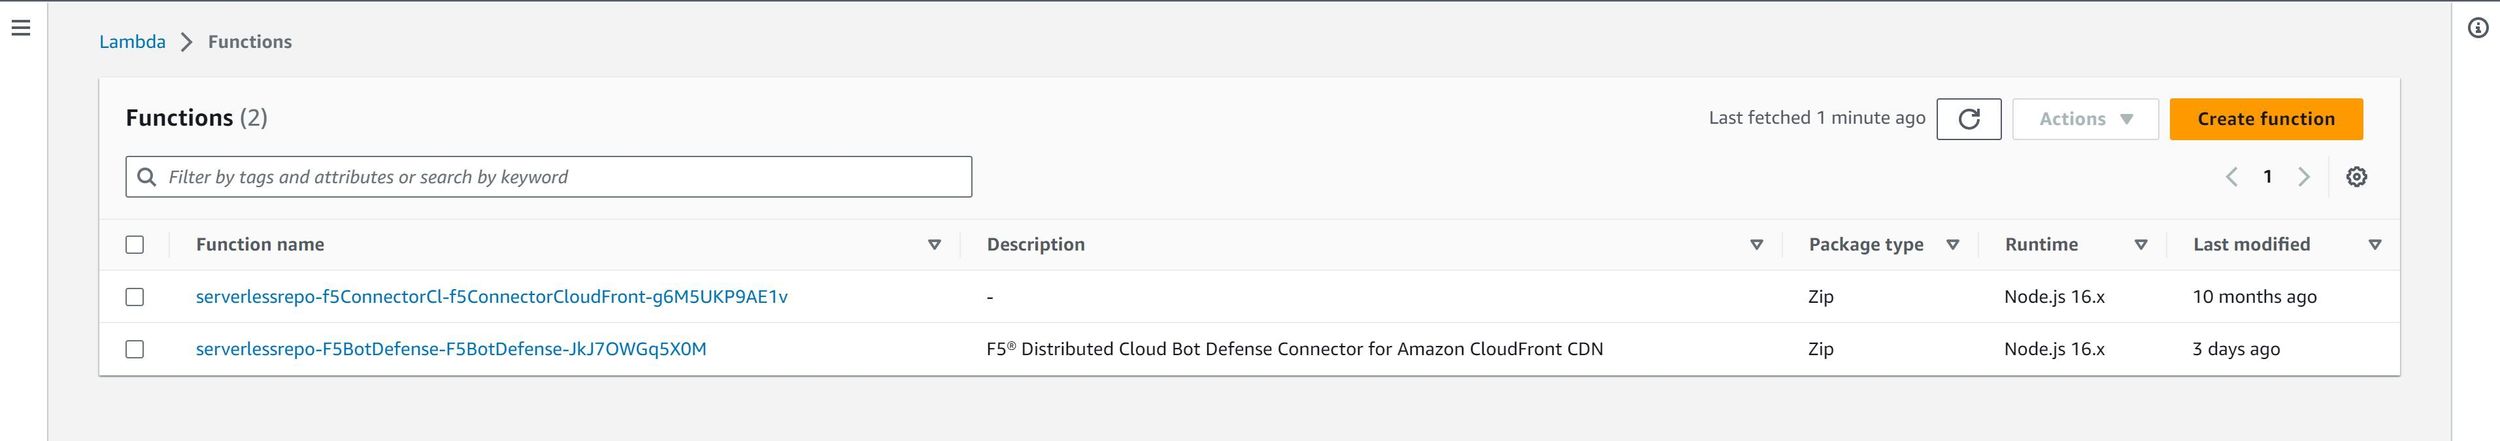 Lambda Functions
Functions (2)
Last fetched 1 minute ago
Actions
Create function
Filter by tags and attributes or search by keyword
1
Function name Description Package type Runtime Last modified
serverlessrepo-f5ConnectorCl-f5ConnectorCloudFront-g6M5UKP9AE1v - Zip Node.js 16.x 10 months ago
serverlessrepo-F5BotDefense-F5BotDefense-JkJ7OWGq5X0M F5® Distributed Cloud Bot Defense Connector for Amazon CloudFront CDN Zip Node.js 16.x 3 days ago